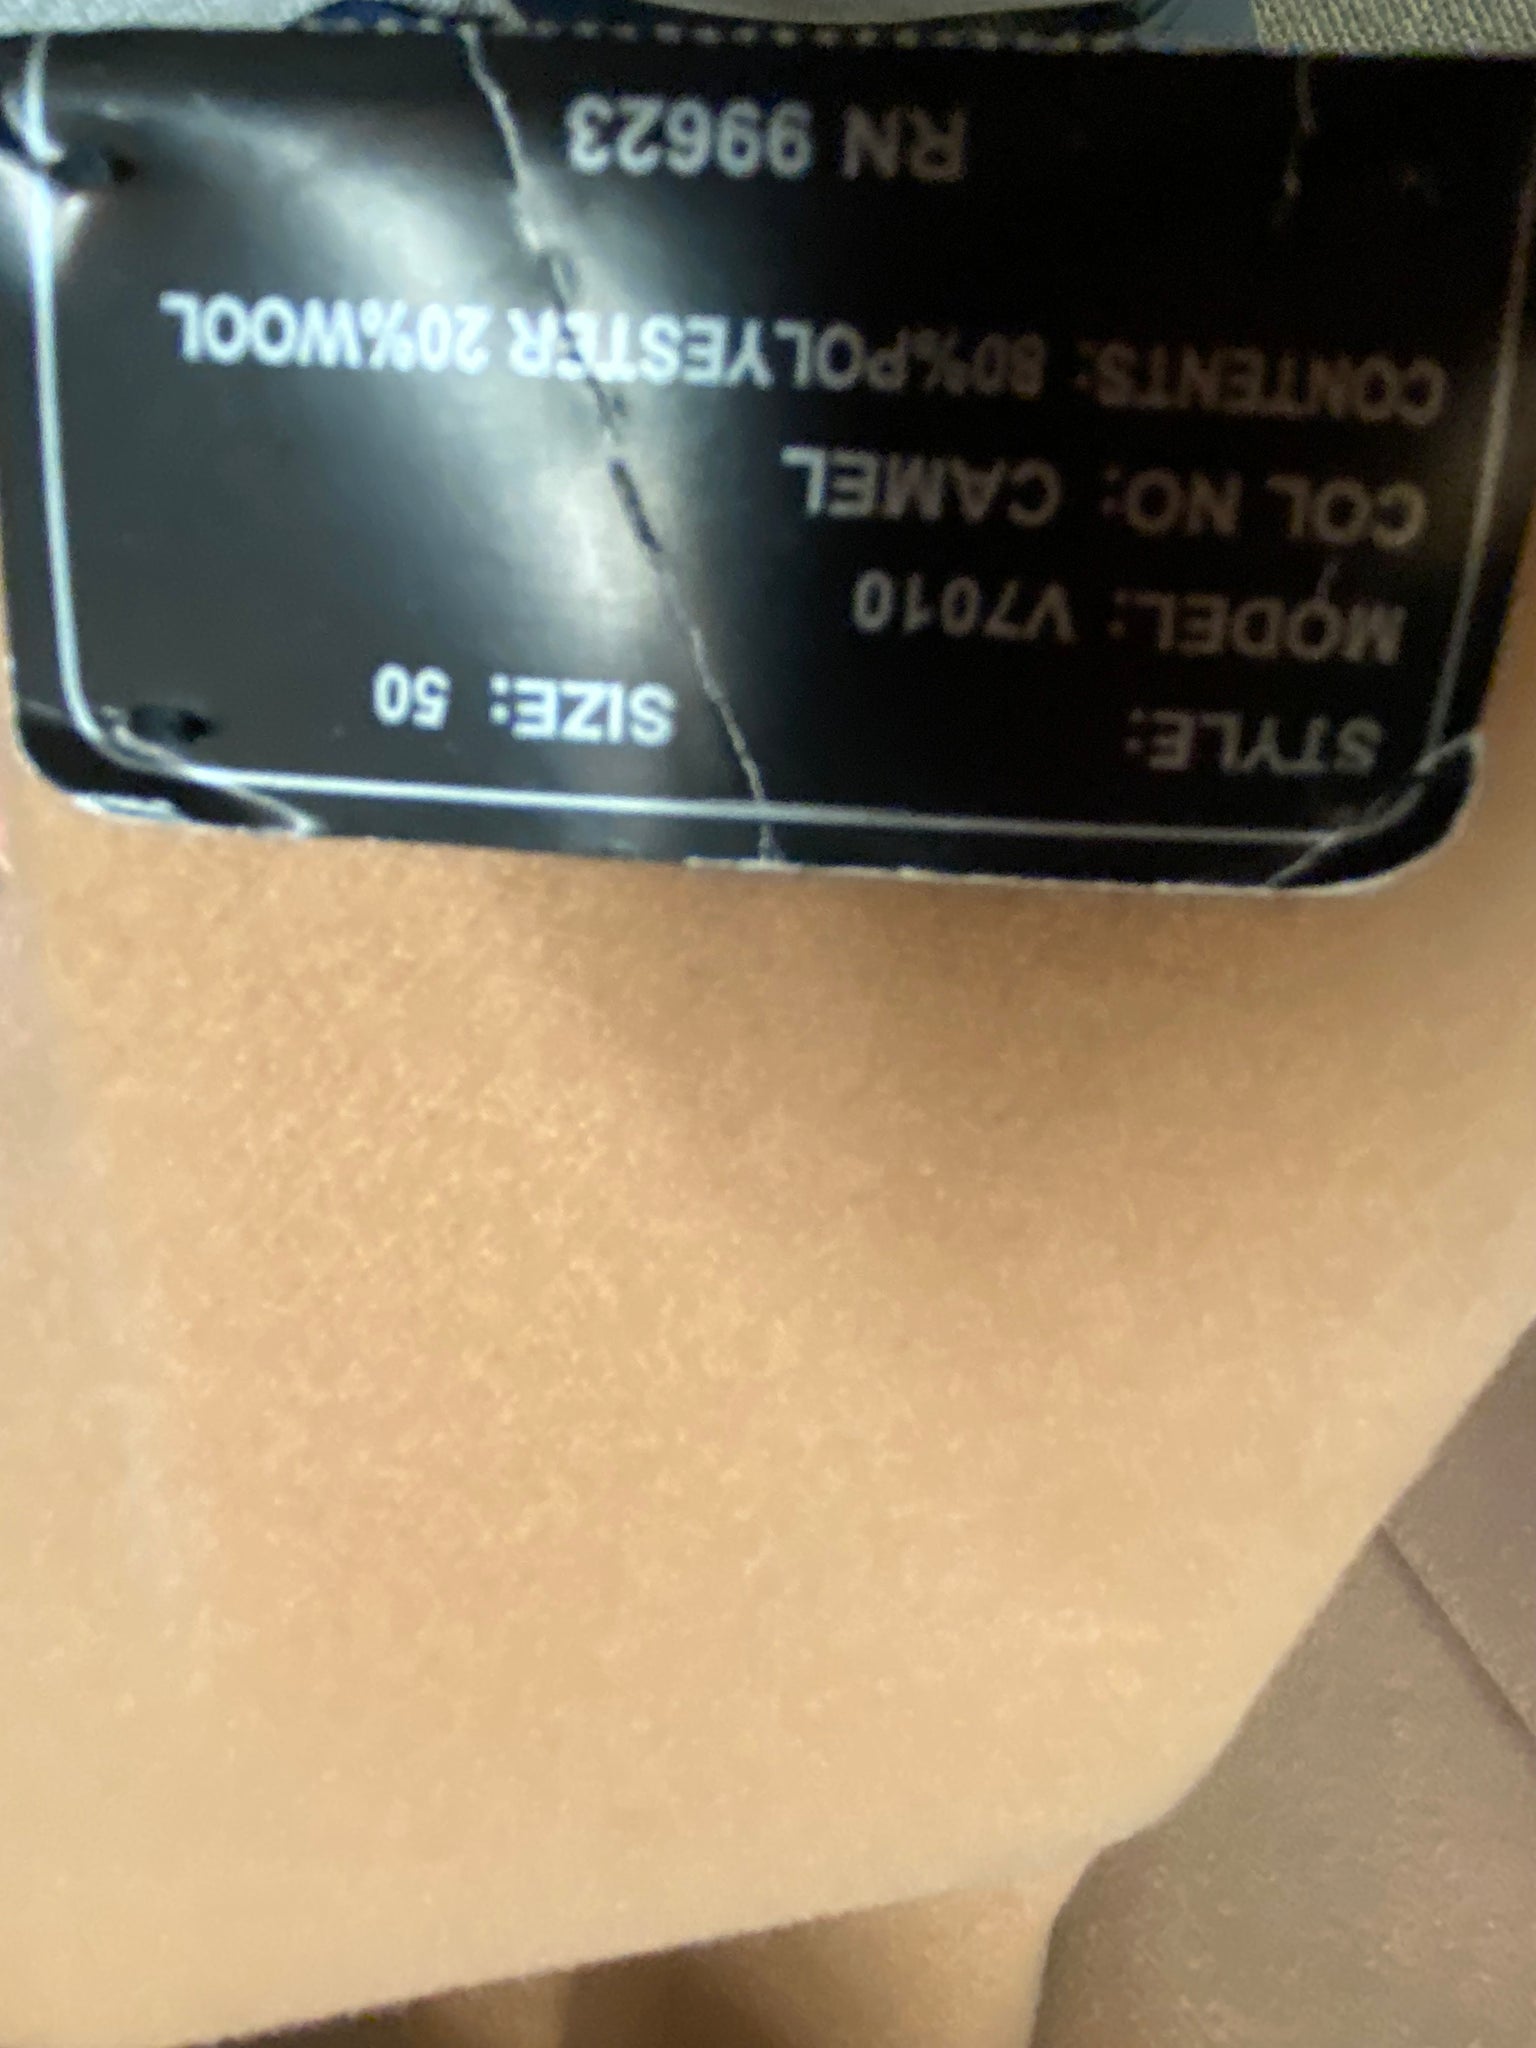 STYLE: SIZE: 50
MODEL: V7010
COL NO: CAMEL
CONTENTS: 80%POLYESTER 20%WOOL
RN 99623